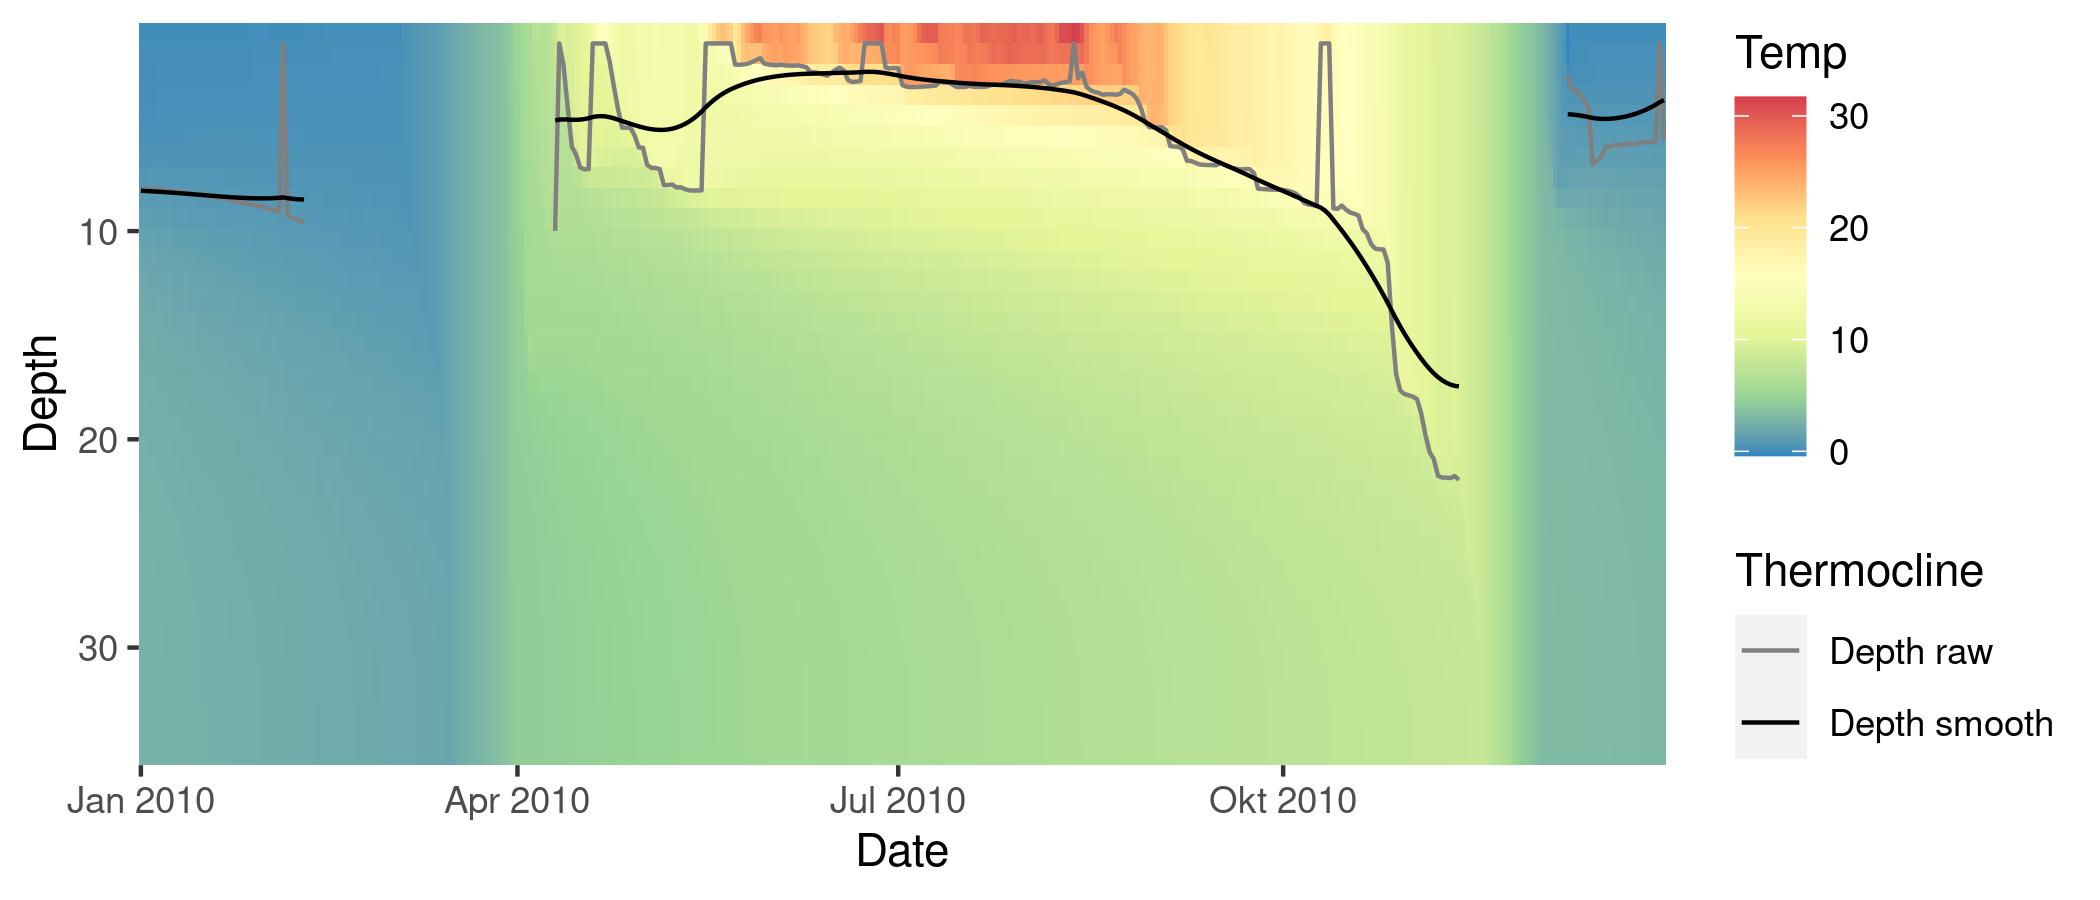 Depth
10
20
30
Jan 2010
Apr 2010
Jul 2010
Okt 2010
Date
Temp
30
20
10
0
Thermocline
Depth raw
Depth smooth